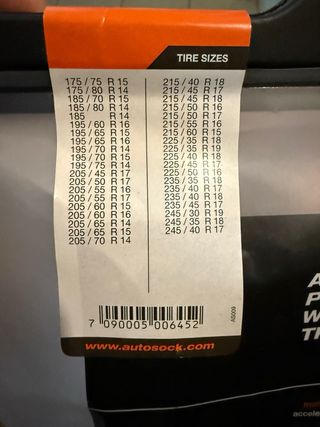 TIRE SIZES
175 / 75 R 15
175 / 80 R 14
185 / 70 R 15
185 / 80 R 14
185 R 14
195 / 60 R 16
195 / 65 R 15
195 / 65 R 16
195 / 70 R 14
195 / 70 R 15
195 / 75 R 14
205 / 45 R 17
205 / 50 R 17
205 / 55 R 16
205 / 55 R 17
205 / 60 R 15
205 / 60 R 16
205 / 65 R 14
205 / 65 R 15
205 / 70 R 14
215 / 40 R 18
215 / 45 R 17
215 / 45 R 18
215 / 50 R 16
215 / 50 R 17
215 / 55 R 16
215 / 60 R 15
225 / 35 R 18
225 / 35 R 19
225 / 40 R 18
225 / 45 R 17
225 / 50 R 16
235 / 35 R 18
235 / 40 R 17
235 / 40 R 18
235 / 45 R 17
245 / 30 R 19
245 / 35 R 18
245 / 40 R 17
7 090005 006452
AS009
www.autosock.com